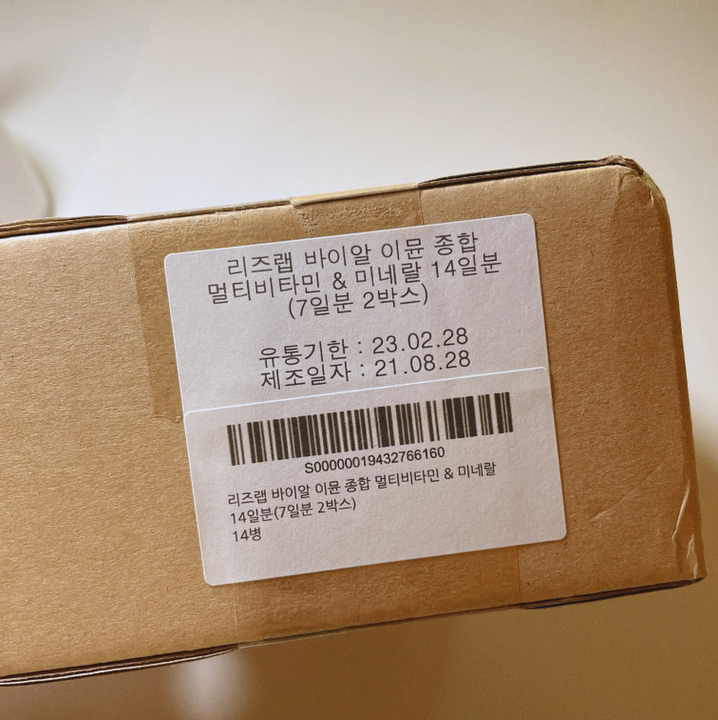 리즈랩 바이알 이뮨 종합
멀티비타민 & 미네랄 14일분
(7일분 2박스)
유통기한 : 23.02.28
제조일자 : 21.08.28
S00000019432766160
리즈랩 바이알 이뮨 종합 멀티비타민 & 미네랄
14일분(7일분 2박스)
14병